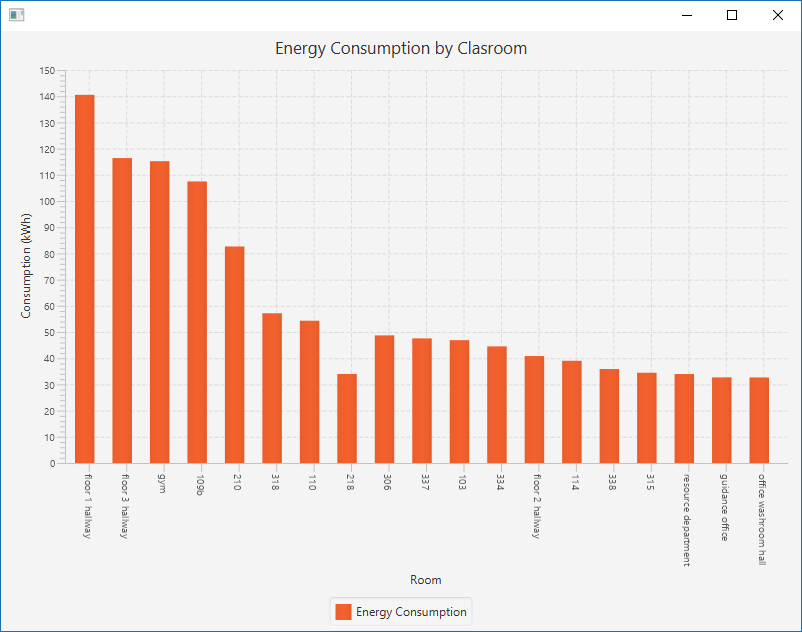 Energy Consumption by Clasroom
Consumption (kWh)
150
140
130
120
110
100
90
80
70
60
50
40
30
20
10
0
floor 1 hallway
floor 3 hallway
gym
109b
210
318
110
218
306
337
103
334
floor 2 hallway
114
338
315
resource department
guidance office
office washroom hall
Room
Energy Consumption